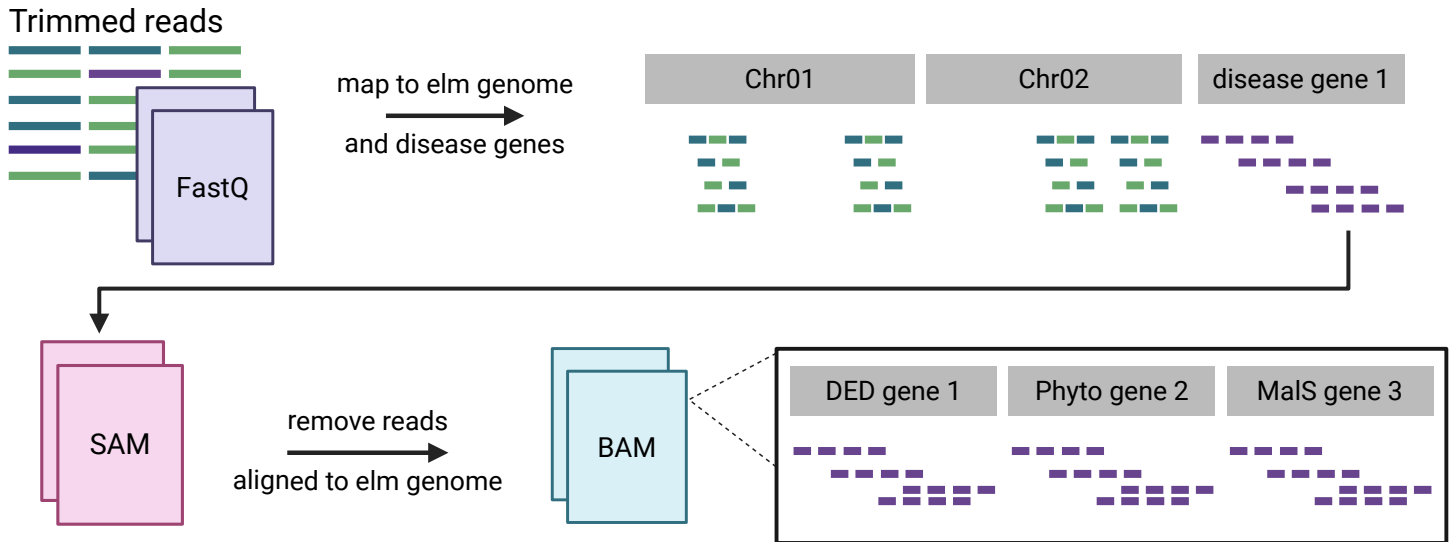 Trimmed reads
FastQ
map to elm genome
and disease genes
Chr01
Chr02
disease gene 1
SAM
remove reads
aligned to elm genome
BAM
DED gene 1
Phyto gene 2
MalS gene 3